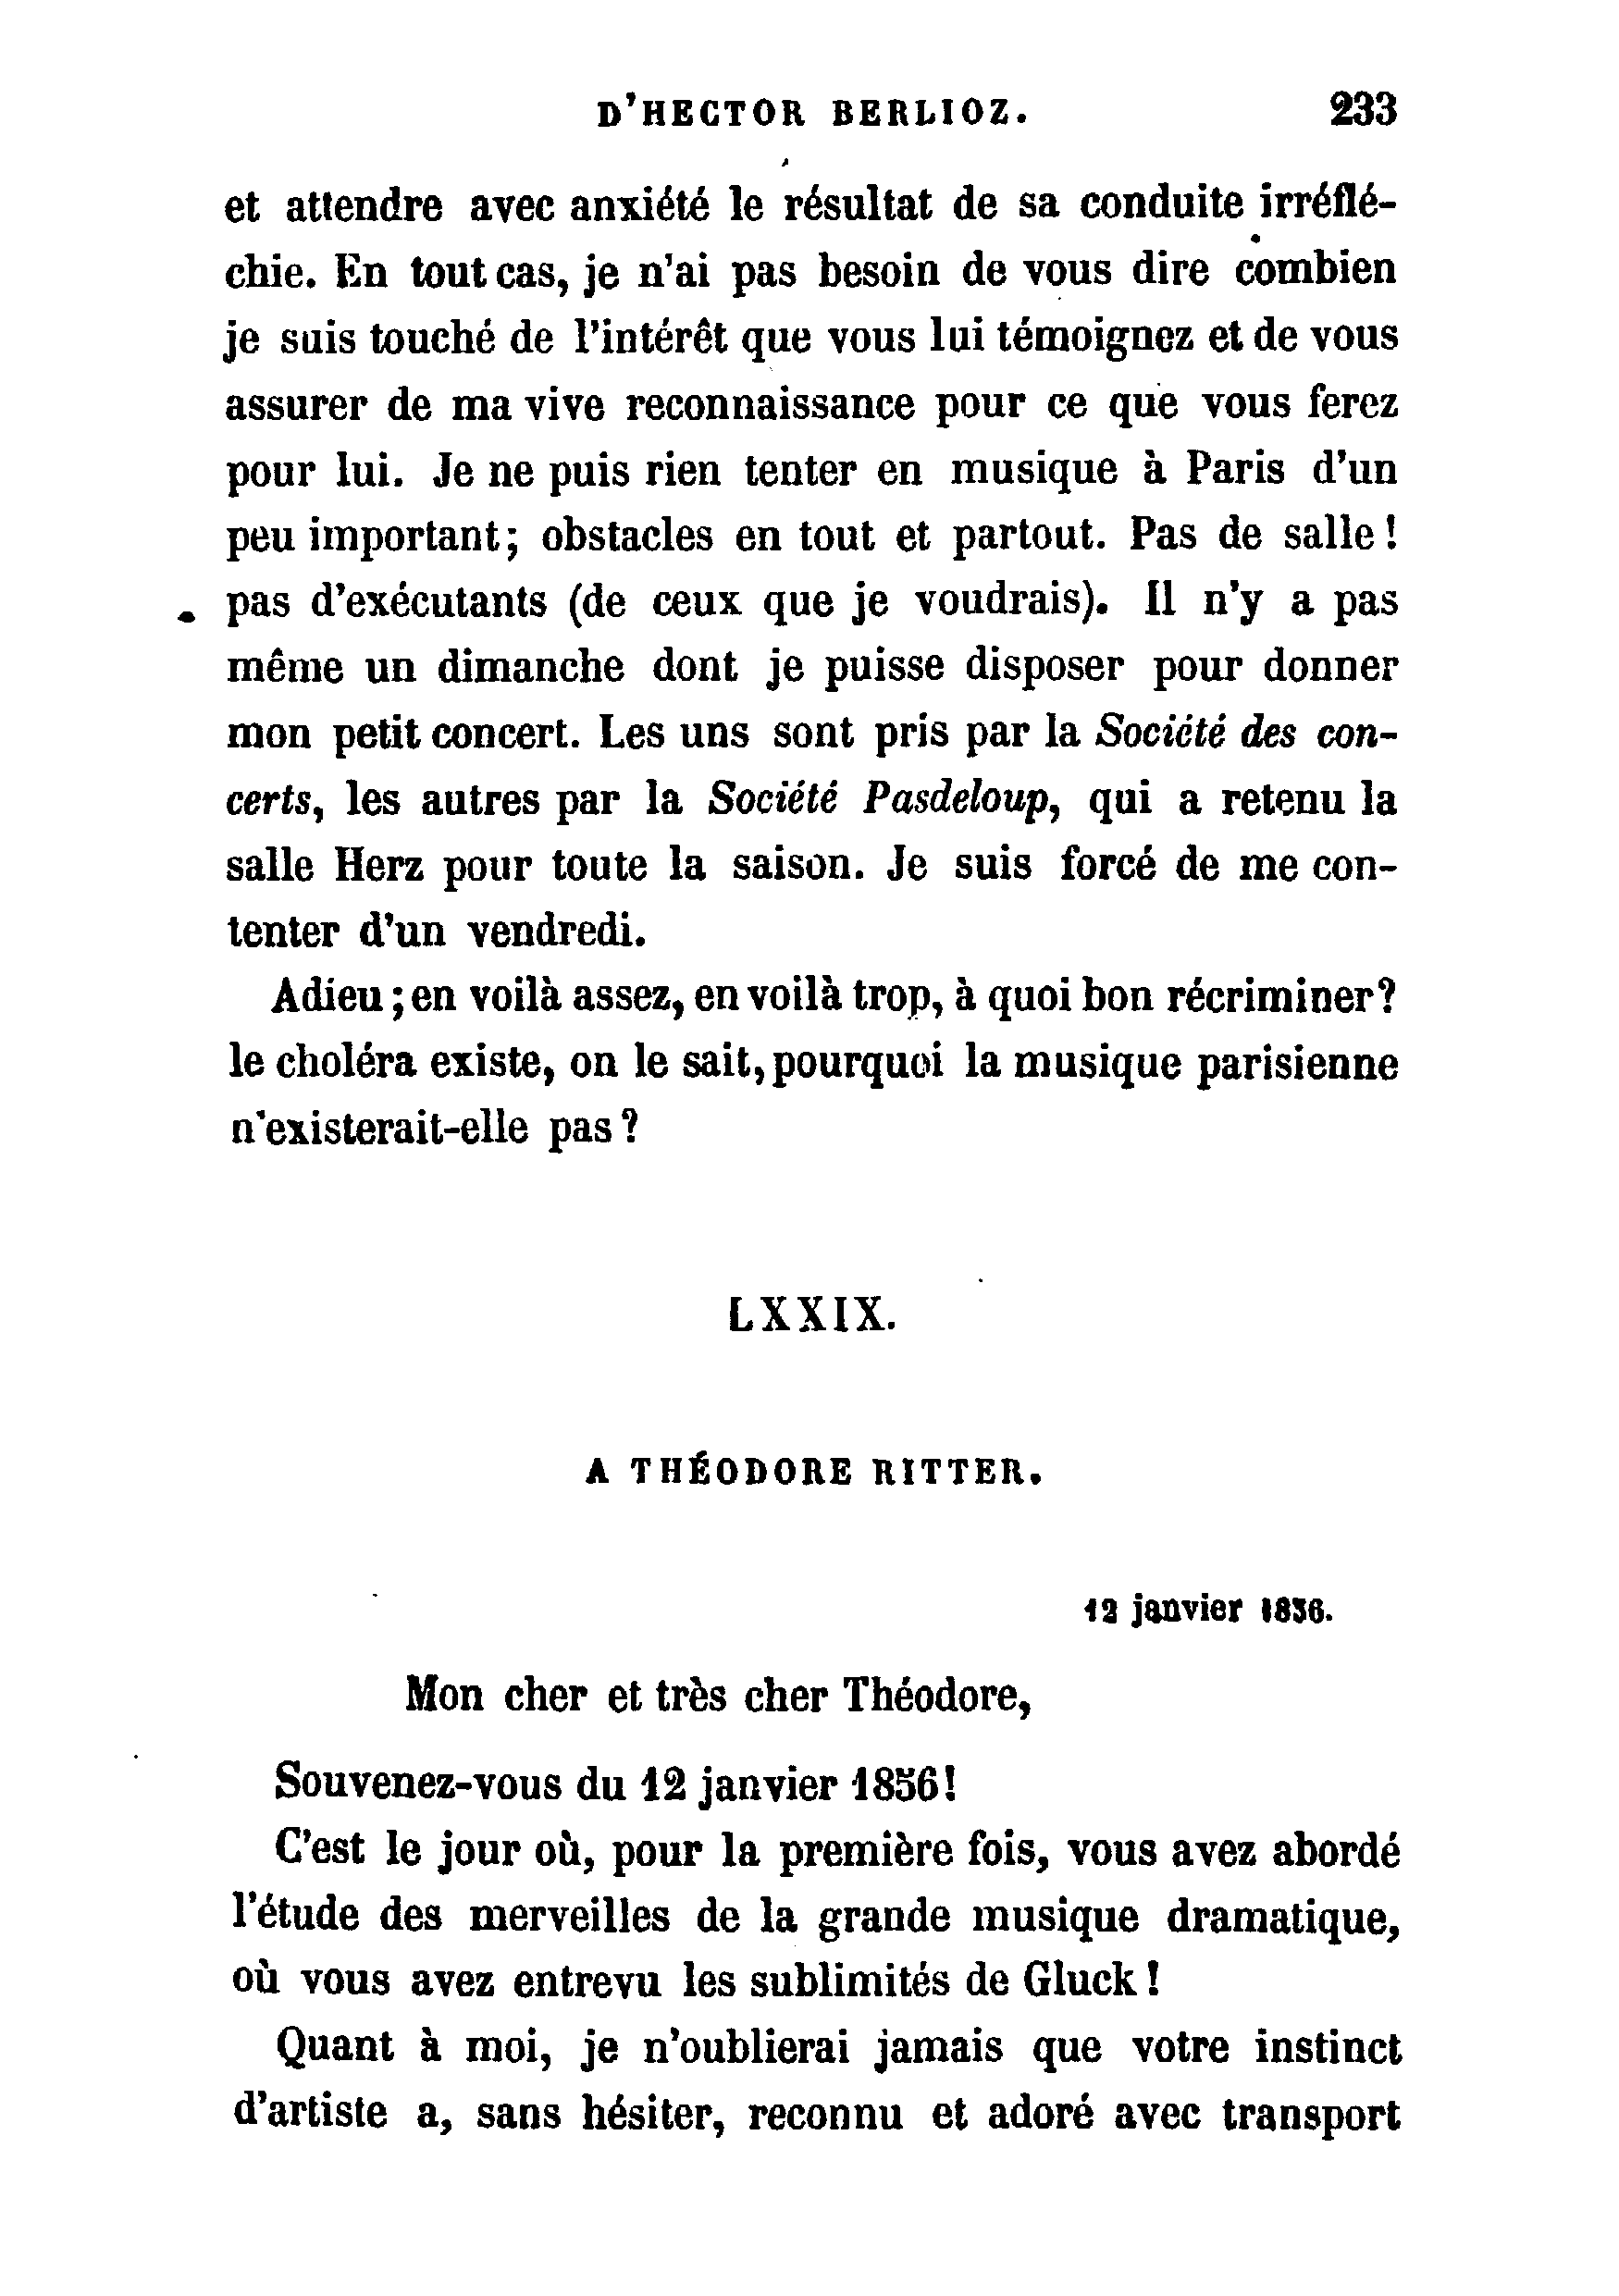 D'HECTOR BERLIOZ. 233
et attendre avec anxiété le résultat de sa conduite irréflé-
chie. En tout cas, je n'ai pas besoin de vous dire combien
je suis touché de l'intérêt que vous lui témoignez et de vous
assurer de ma vive reconnaissance pour ce que vous ferez
pour lui. Je ne puis rien tenter en musique à Paris d'un
peu important; obstacles en tout et partout. Pas de salle!
pas d'exécutants (de ceux que je voudrais). Il n'y a pas
même un dimanche dont je puisse disposer pour donner
mon petit concert. Les uns sont pris par la Société des con-
certs, les autres par la Société Pasdeloup, qui a retenu la
salle Herz pour toute la saison. Je suis forcé de me con-
tenter d'un vendredi.
Adieu; en voilà assez, en voilà trop, à quoi bon récriminer?
le choléra existe, on le sait, pourquoi la musique parisienne
n'existerait-elle pas?
LXXIX.
A THÉODORE RITTER.
12 janvier 1856.
Mon cher et très cher Théodore,
Souvenez-vous du 12 janvier 1856!
C'est le jour où, pour la première fois, vous avez abordé
l'étude des merveilles de la grande musique dramatique,
où vous avez entrevu les sublimités de Gluck!
Quant à moi, je n'oublierai jamais que votre instinct
d'artiste a, sans hésiter, reconnu et adoré avec transport